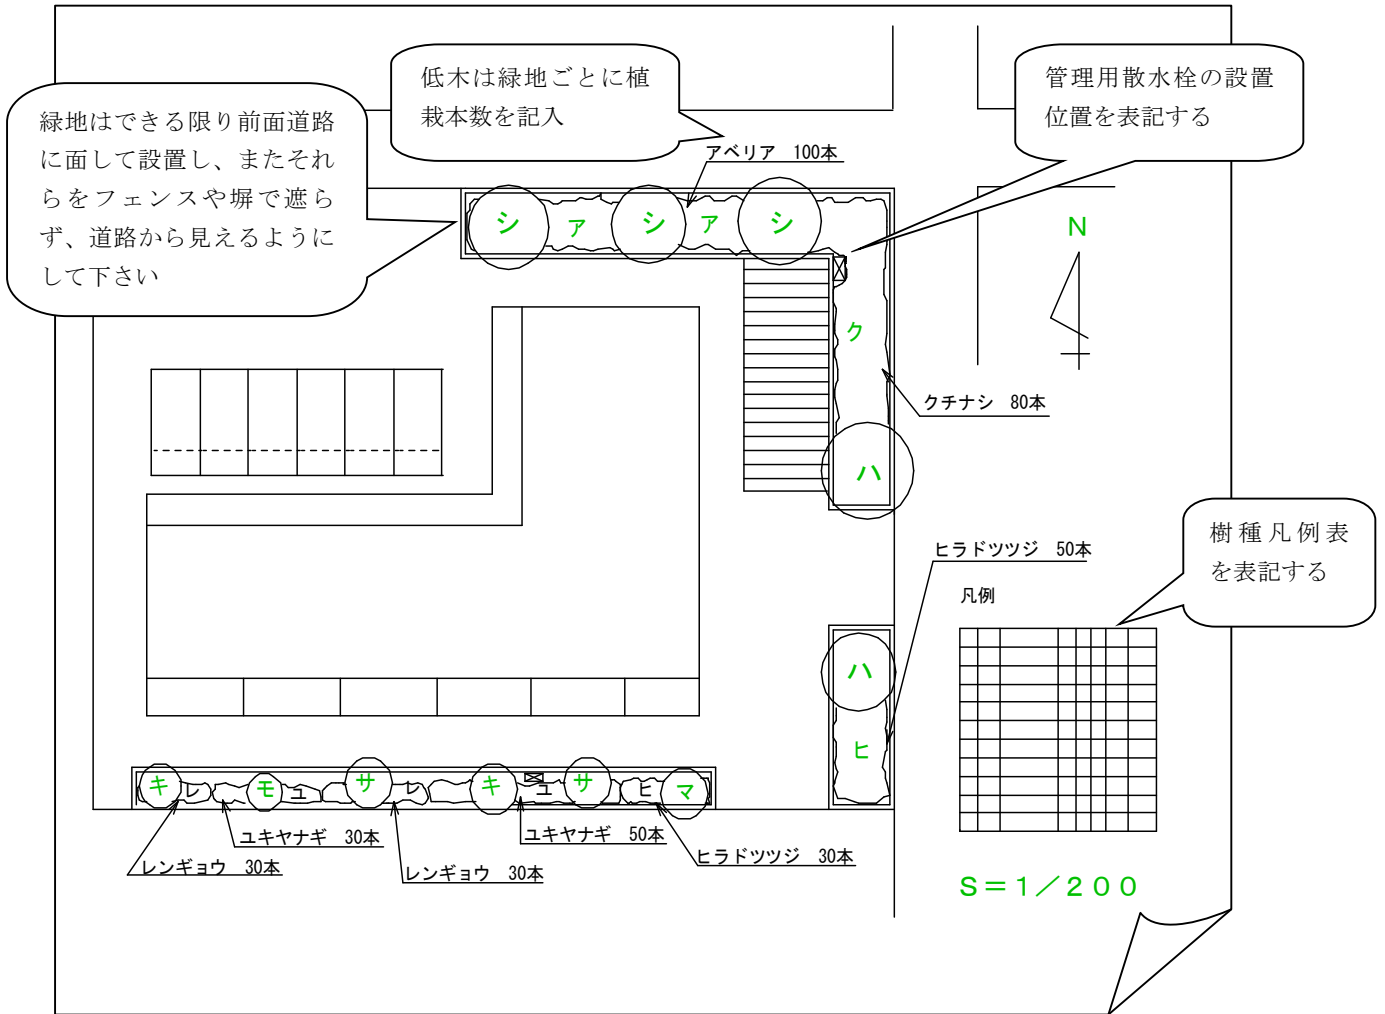 低木は緑地ごとに植
栽本数を記入
管理用散水栓の設置
位置を表記する
緑地はできる限り前面道路
に面して設置し、またそれ
らをフェンスや塀で遮ら
ず、道路から見えるように
して下さい
アベリア 100本
シ ア シ ア シ
N
ク
クチナシ 80本
ハ
樹種凡例表
を表記する
ヒラドツツジ 50本
凡例
ハ
ヒ
キ レ モ ユ サ レ キ ユ サ ヒ マ
ユキヤナギ 30本
ユキヤナギ 50本
ヒラドツツジ 30本
レンギョウ 30本
レンギョウ 30本
S=1/200